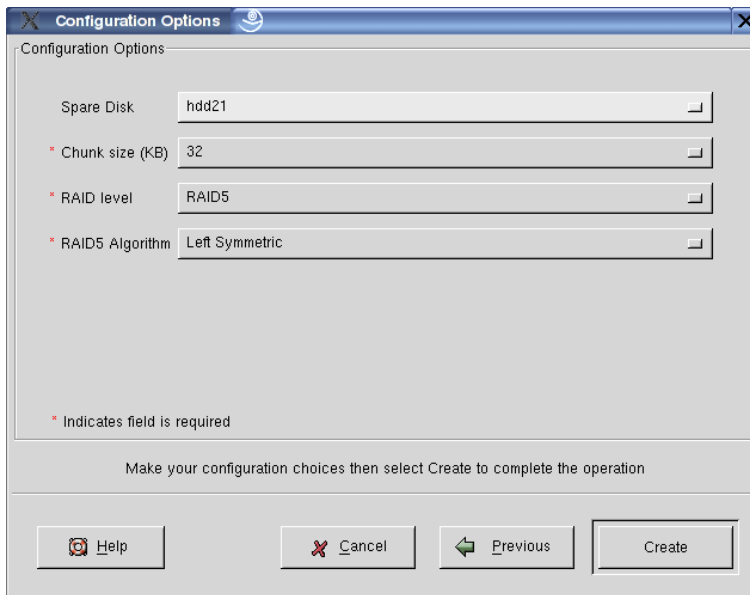 Configuration Options
Configuration Options
Spare Disk hdd21
* Chunk size (KB) 32
* RAID level RAID5
* RAID5 Algorithm Left Symmetric
* Indicates field is required
Make your configuration choices then select Create to complete the operation
Help Cancel Previous Create